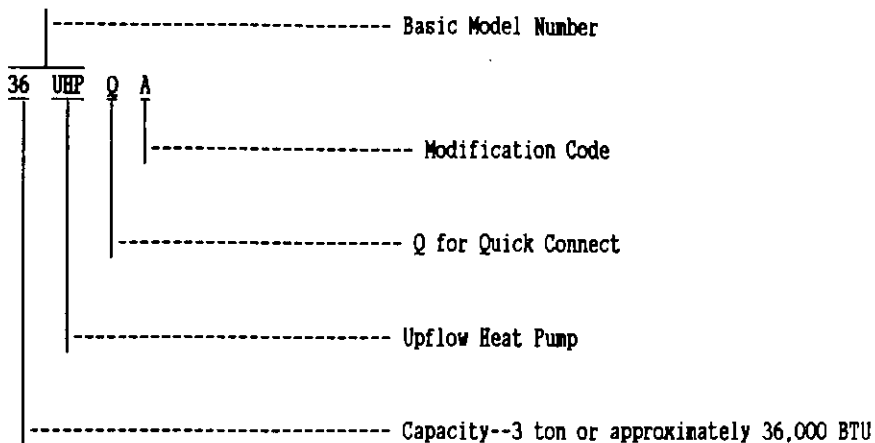 Basic Model Number
36 UHP Q A
Modification Code
Q for Quick Connect
Upflow Heat Pump
Capacity--3 ton or approximately 36,000 BTU